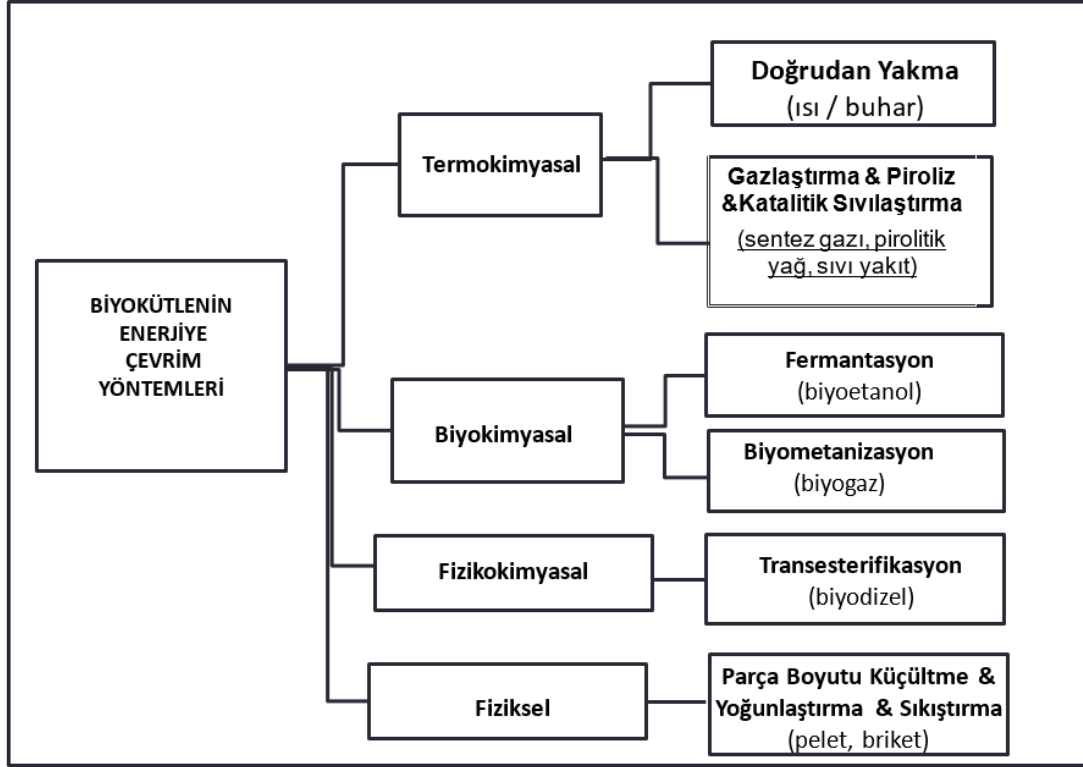 BİYOKÜTLENİN
ENERJİYE
ÇEVRİM
YÖNTEMLERİ
Termokimyasal
Doğrudan Yakma
(ısı / buhar)
Gazlaştırma & Piroliz
&Katalitik Sıvılaştırma
(sentez gazı, pirolitik
yağ, sıvı yakıt)
Biyokimyasal
Fermantasyon
(biyoetanol)
Biyometanizasyon
(biyogaz)
Fizikokimyasal
Transesterifikasyon
(biyodizel)
Fiziksel
Parça Boyutu Küçültme &
Yoğunlaştırma & Sıkıştırma
(pelet, briket)